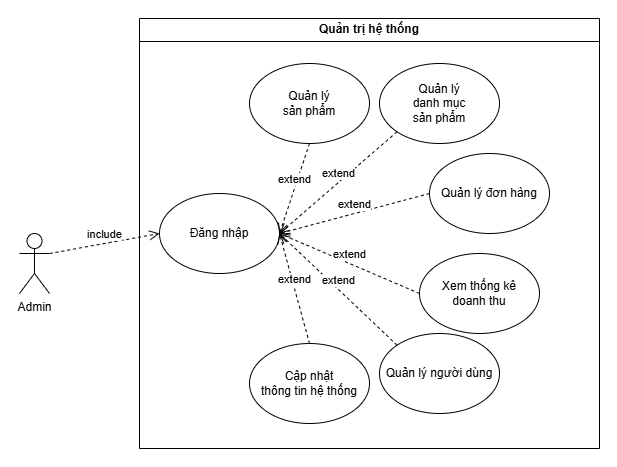 Quản trị hệ thống
Quản lý
sản phẩm
Quản lý
danh mục
sản phẩm
extend
extend
Quản lý đơn hàng
extend
Đăng nhập
include
Admin
extend
Xem thống kê
doanh thu
extend
extend
Cập nhật
thông tin hệ thống
Quản lý người dùng